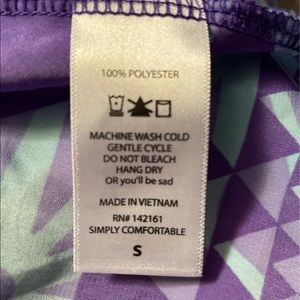 100% POLYESTER
MACHINE WASH COLD
GENTLE CYCLE
DO NOT BLEACH
HANG DRY
OR you'll be sad
MADE IN VIETNAM
RN# 142161
SIMPLY COMFORTABLE
S